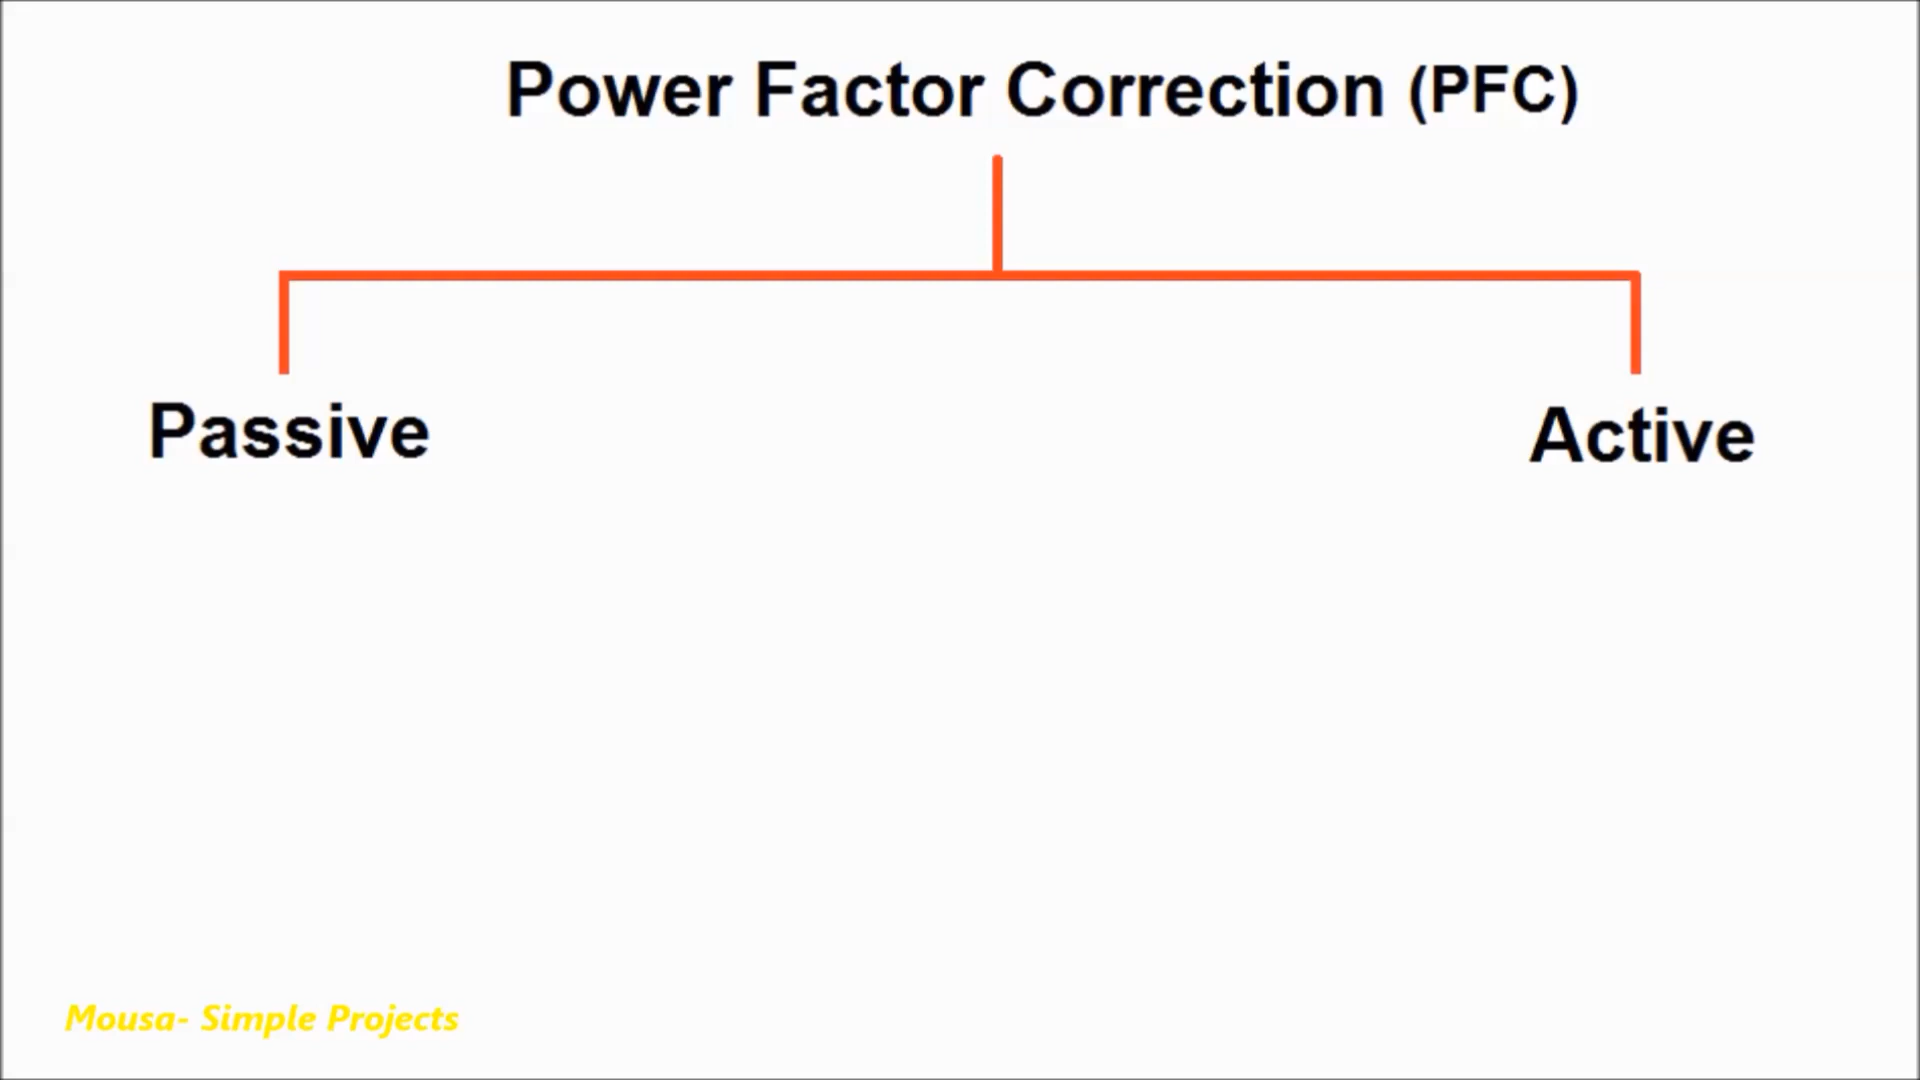 Power Factor Correction (PFC)
Passive
Active
Mousa- Simple Projects